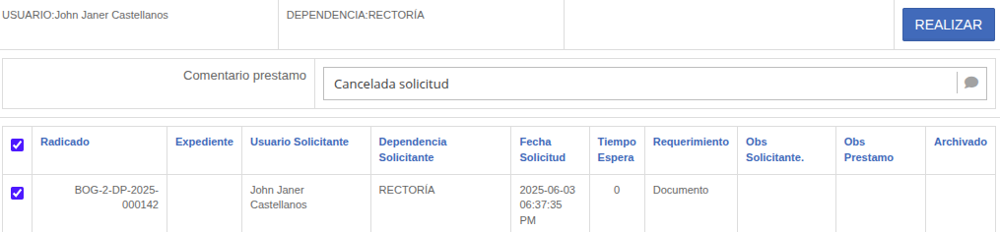 USUARIO:John Janer Castellanos DEPENDENCIA:RECTORÍA REALIZAR
Comentario prestamo Cancelada solicitud
Radicado Expediente Usuario Solicitante Dependencia Solicitante Fecha Solicitud Tiempo Espera Requerimiento Obs Solicitante. Obs Prestamo Archivado
BOG-2-DP-2025-000142 John Janer Castellanos RECTORÍA 2025-06-03 06:37:35 PM 0 Documento